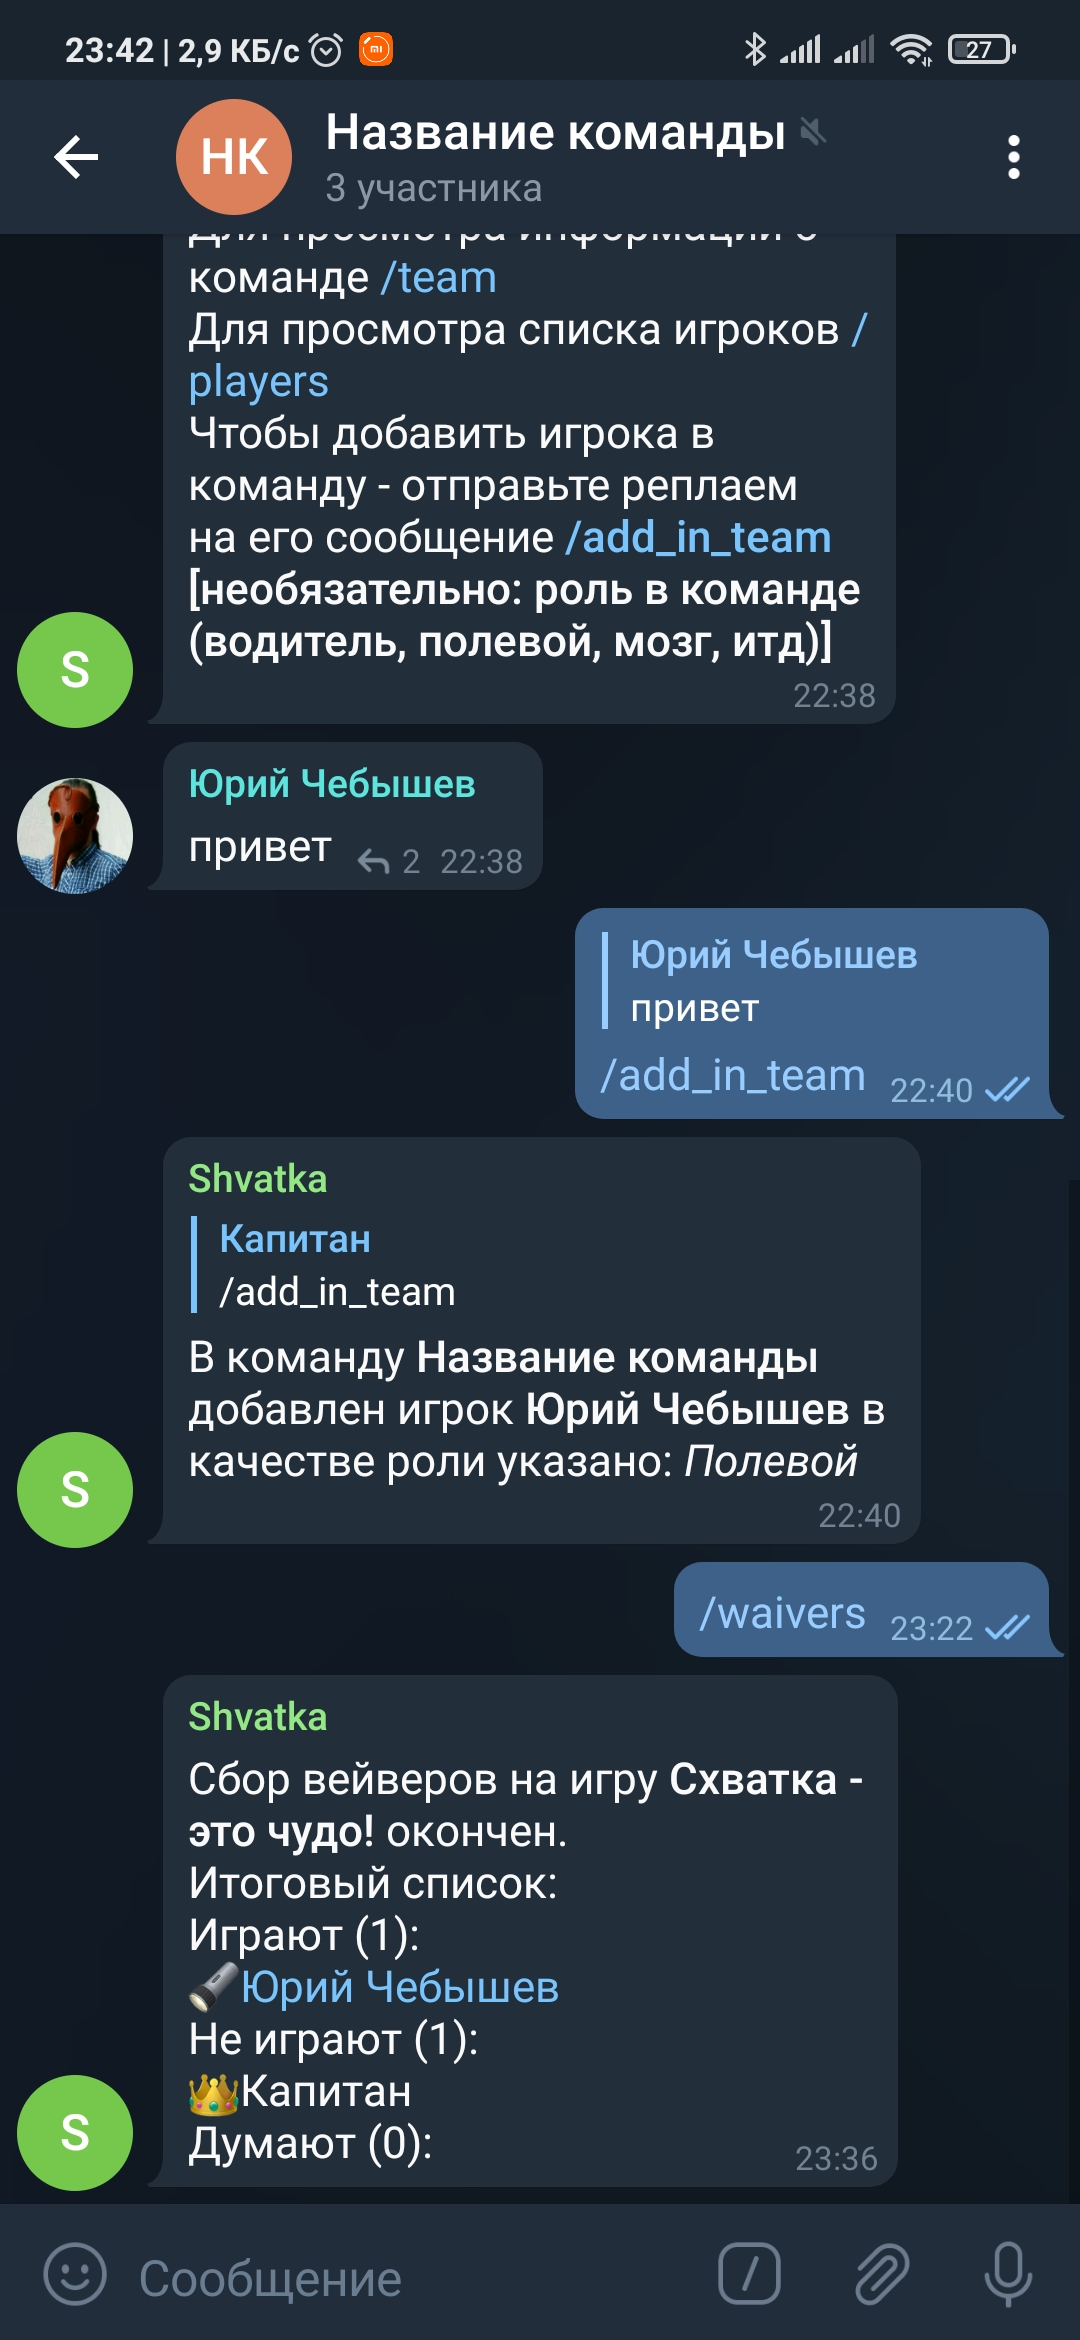 23:42 | 2,9 КБ/с
27
НК
Название команды
3 участника
Для просмотра информации о
команде /team
Для просмотра списка игроков /
players
Чтобы добавить игрока в
команду - отправьте реплаем
на его сообщение /add_in_team
[необязательно: роль в команде
(водитель, полевой, мозг, итд)]
22:38
S
Юрий Чебышев
привет 2 22:38
Юрий Чебышев
привет
/add_in_team 22:40
Shvatka
Капитан
/add_in_team
В команду Название команды
добавлен игрок Юрий Чебышев в
качестве роли указано: Полевой
22:40
S
/waivers 23:22
Shvatka
Сбор вейверов на игру Схватка -
это чудо! окончен.
Итоговый список:
Играют (1):
🔦Юрий Чебышев
Не играют (1):
👑Капитан
Думают (0):
23:36
S
Сообщение